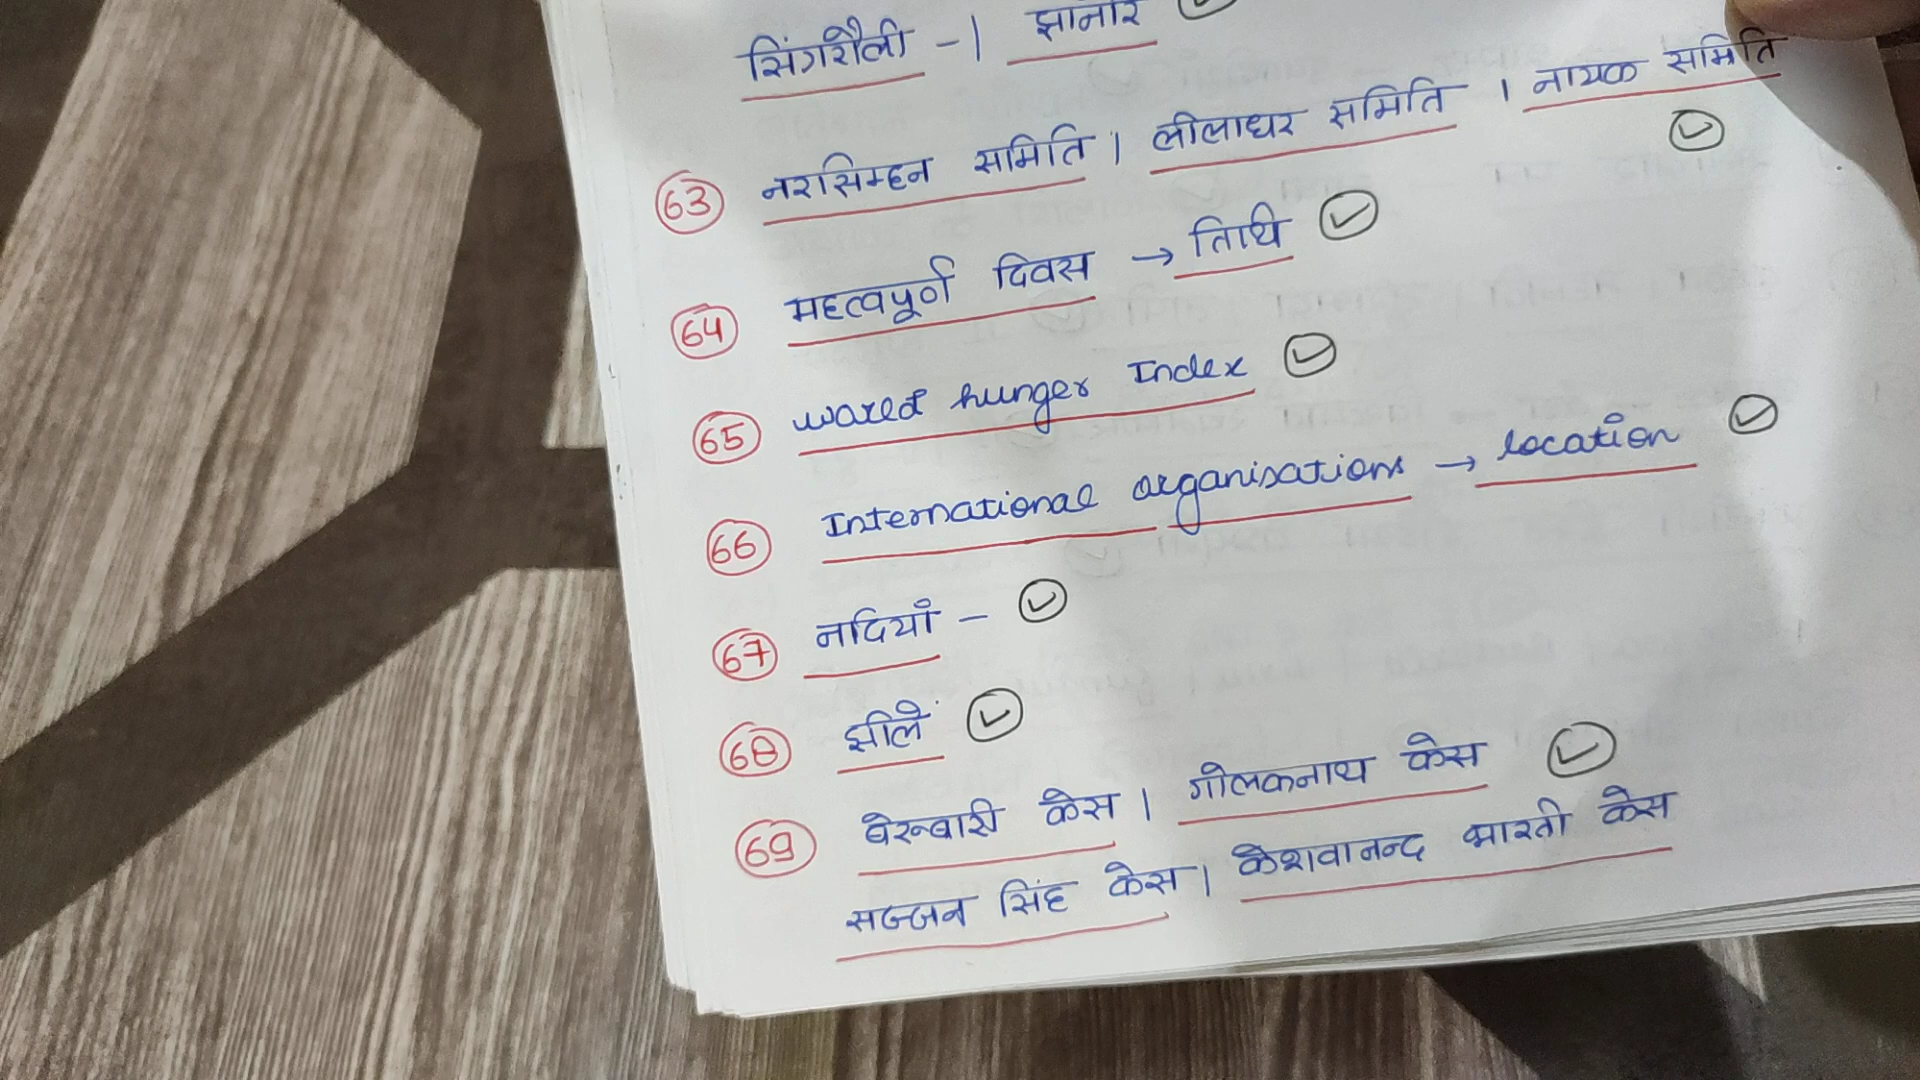 सिंगरौली - | झानोर
63 नरसिम्हन समिति | लीलाधर समिति | नायक समिति
64 महत्वपूर्ण दिवस → तिथि
65 world hunger Index
66 International organisations → location
67 नदियाँ -
68 झीलें
69 बेरूबारी केस | गोलकनाथ केस
सज्जन सिंह केस | केशवानन्द भारती केस